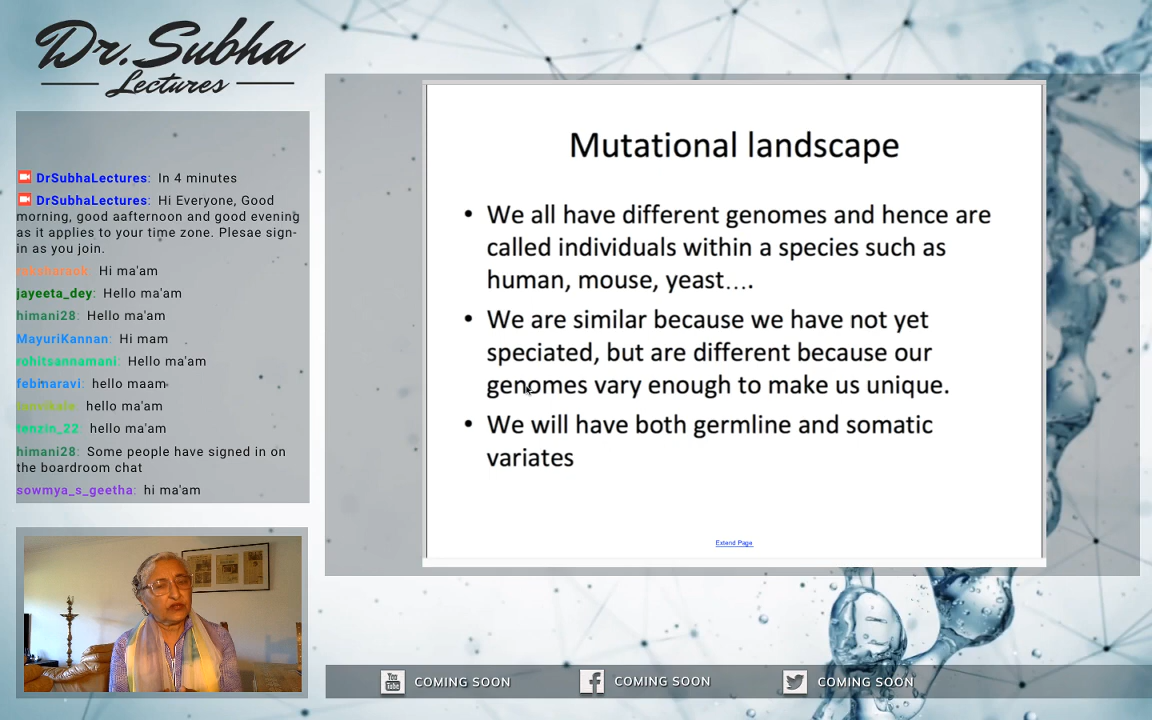 Dr. Subha
Lectures
DrSubhaLectures: In 4 minutes
DrSubhaLectures: Hi Everyone, Good
morning, good aafternoon and good evening
as it applies to your time zone. Plesae sign-
in as you join.
Hi ma'am
jayeeta_dey: Hello ma'am
himani28: Hello ma'am
MayuriKannan: Hi mam
rohitsannamani: Hello ma'am
febinaravi: hello maam
hello ma'am
tenzin_22: hello ma'am
himani28: Some people have signed in on
the boardroom chat
sowmya_s_geetha: hi ma'am
Mutational landscape
• We all have different genomes and hence are
called individuals within a species such as
human, mouse, yeast….
• We are similar because we have not yet
speciated, but are different because our
genomes vary enough to make us unique.
• We will have both germline and somatic
variates
Extend Page
You Tube COMING SOON
f COMING SOON
COMING SOON